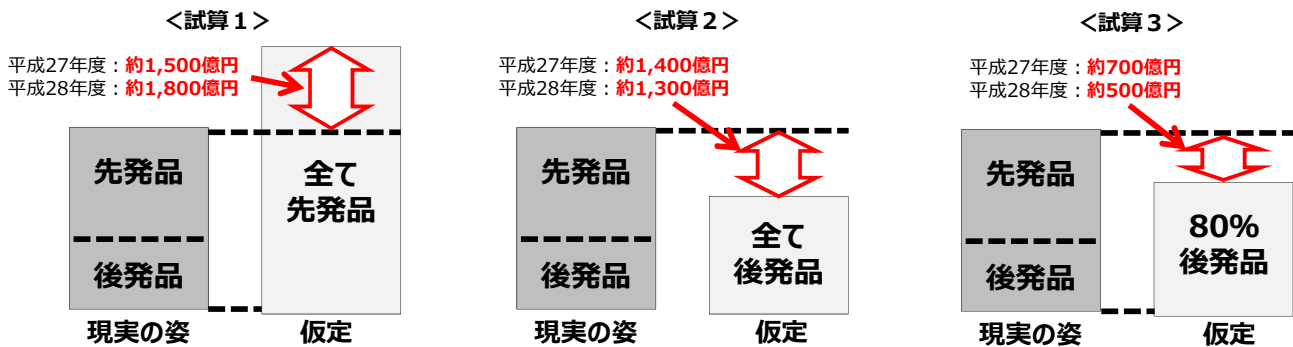 <試算1>
平成27年度：約1,500億円
平成28年度：約1,800億円
先発品
後発品
現実の姿
全て
先発品
仮定
<試算2>
平成27年度：約1,400億円
平成28年度：約1,300億円
先発品
後発品
現実の姿
全て
後発品
仮定
<試算3>
平成27年度：約700億円
平成28年度：約500億円
先発品
後発品
現実の姿
80%
後発品
仮定